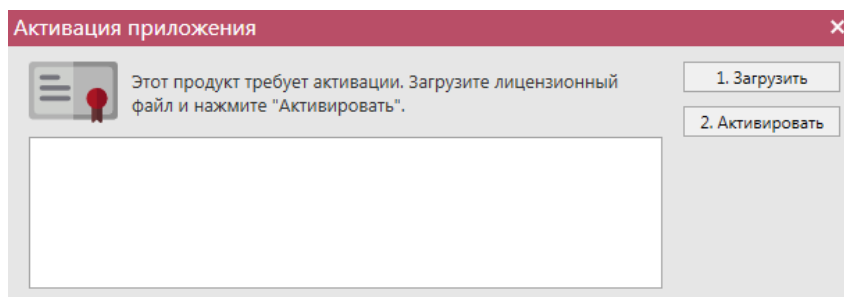 Активация приложения
Этот продукт требует активации. Загрузите лицензионный
файл и нажмите "Активировать".
1. Загрузить
2. Активировать